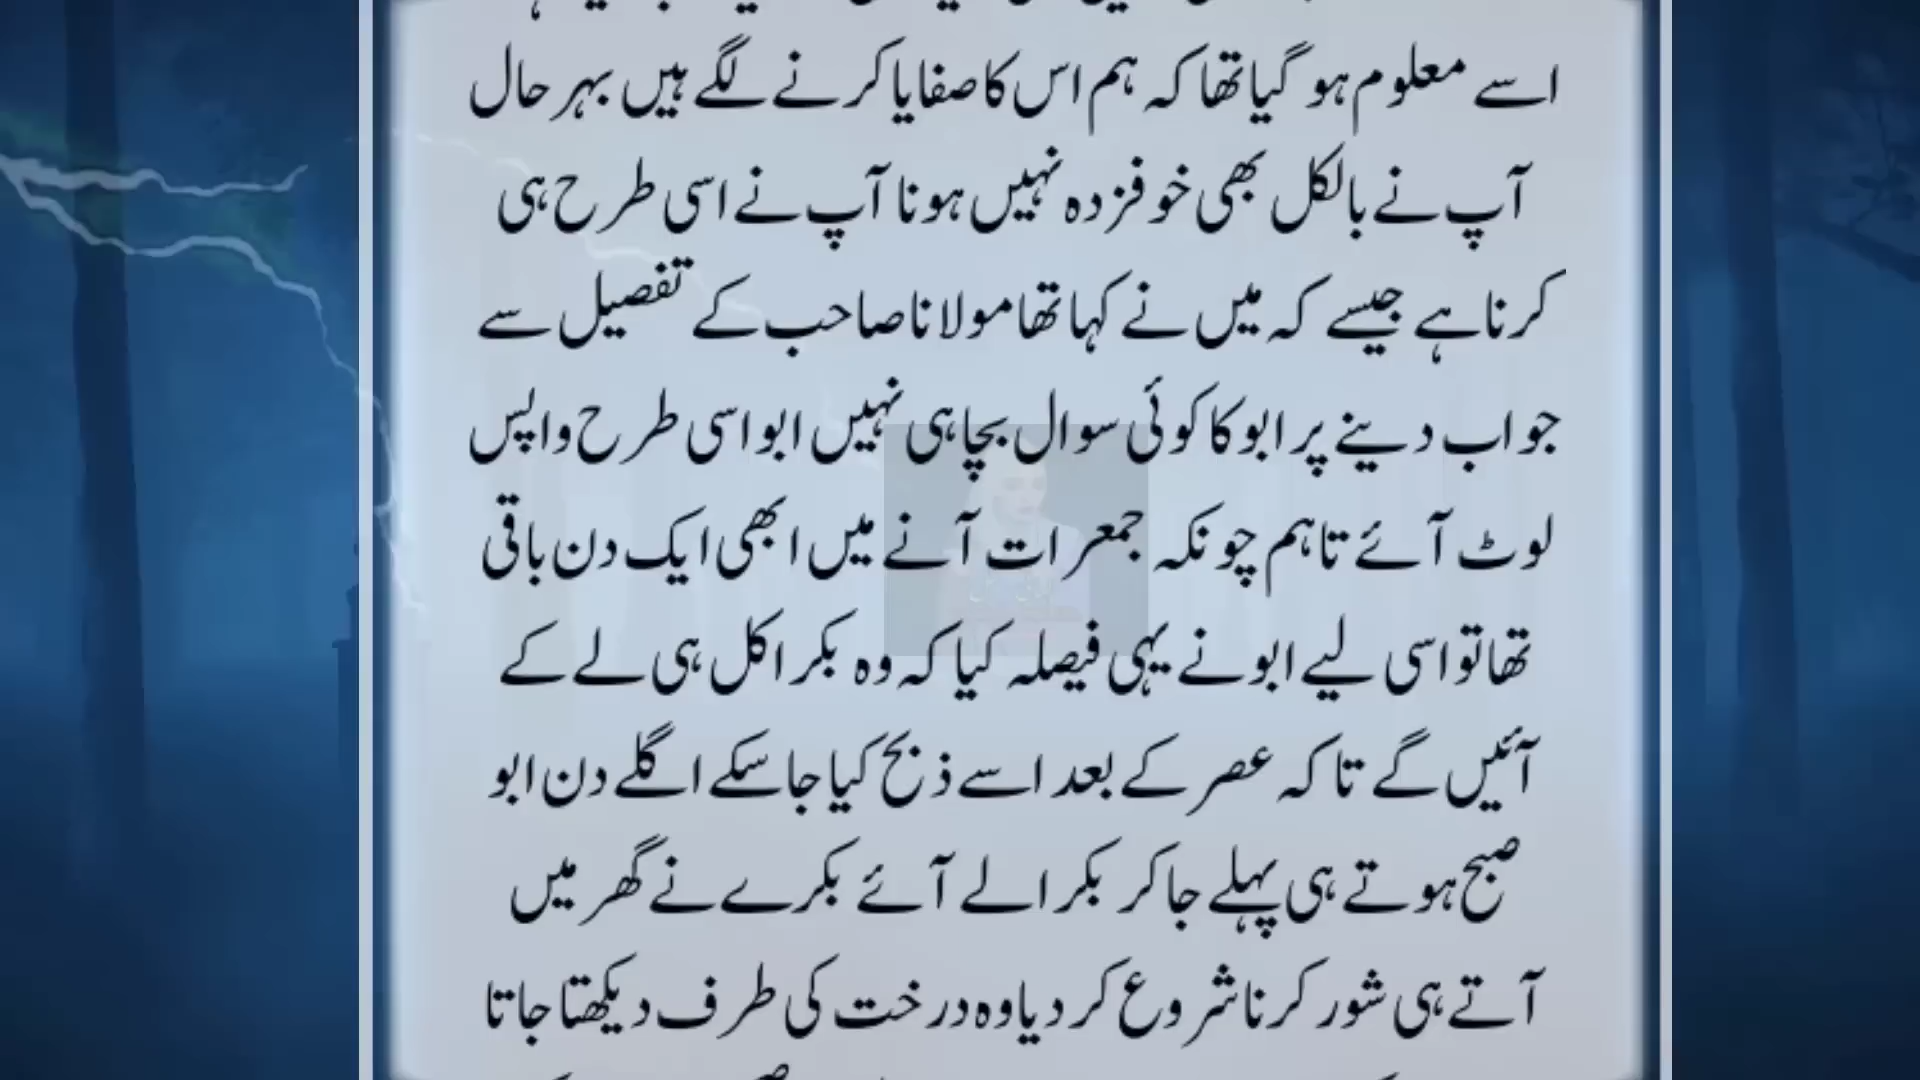 اسے معلوم ہو گیا تھا کہ ہم اس کا صفایا کرنے لگے ہیں بہر حال
آپ نے بالکل بھی خوفزدہ نہیں ہونا آپ نے اسی طرح ہی
کرنا ہے جیسے کہ میں نے کہا تھا مولانا صاحب کے تفصیل سے
جواب دینے پر ابو کا کوئی سوال بچا ہی نہیں ابو اسی طرح واپس
لوٹ آئے تاہم چونکہ جمعرات آنے میں ابھی ایک دن باقی
تھا تو اسی لیے ابو نے یہی فیصلہ کیا کہ وہ بکرا کل ہی لے کے
آئیں گے تا کہ عصر کے بعد اسے ذبح کیا جا سکے اگلے دن ابو
صبح ہوتے ہی پہلے جا کر بکرا لے آئے بکرے نے گھر میں
آتے ہی شور کرنا شروع کر دیا وہ درخت کی طرف دیکھتا جاتا